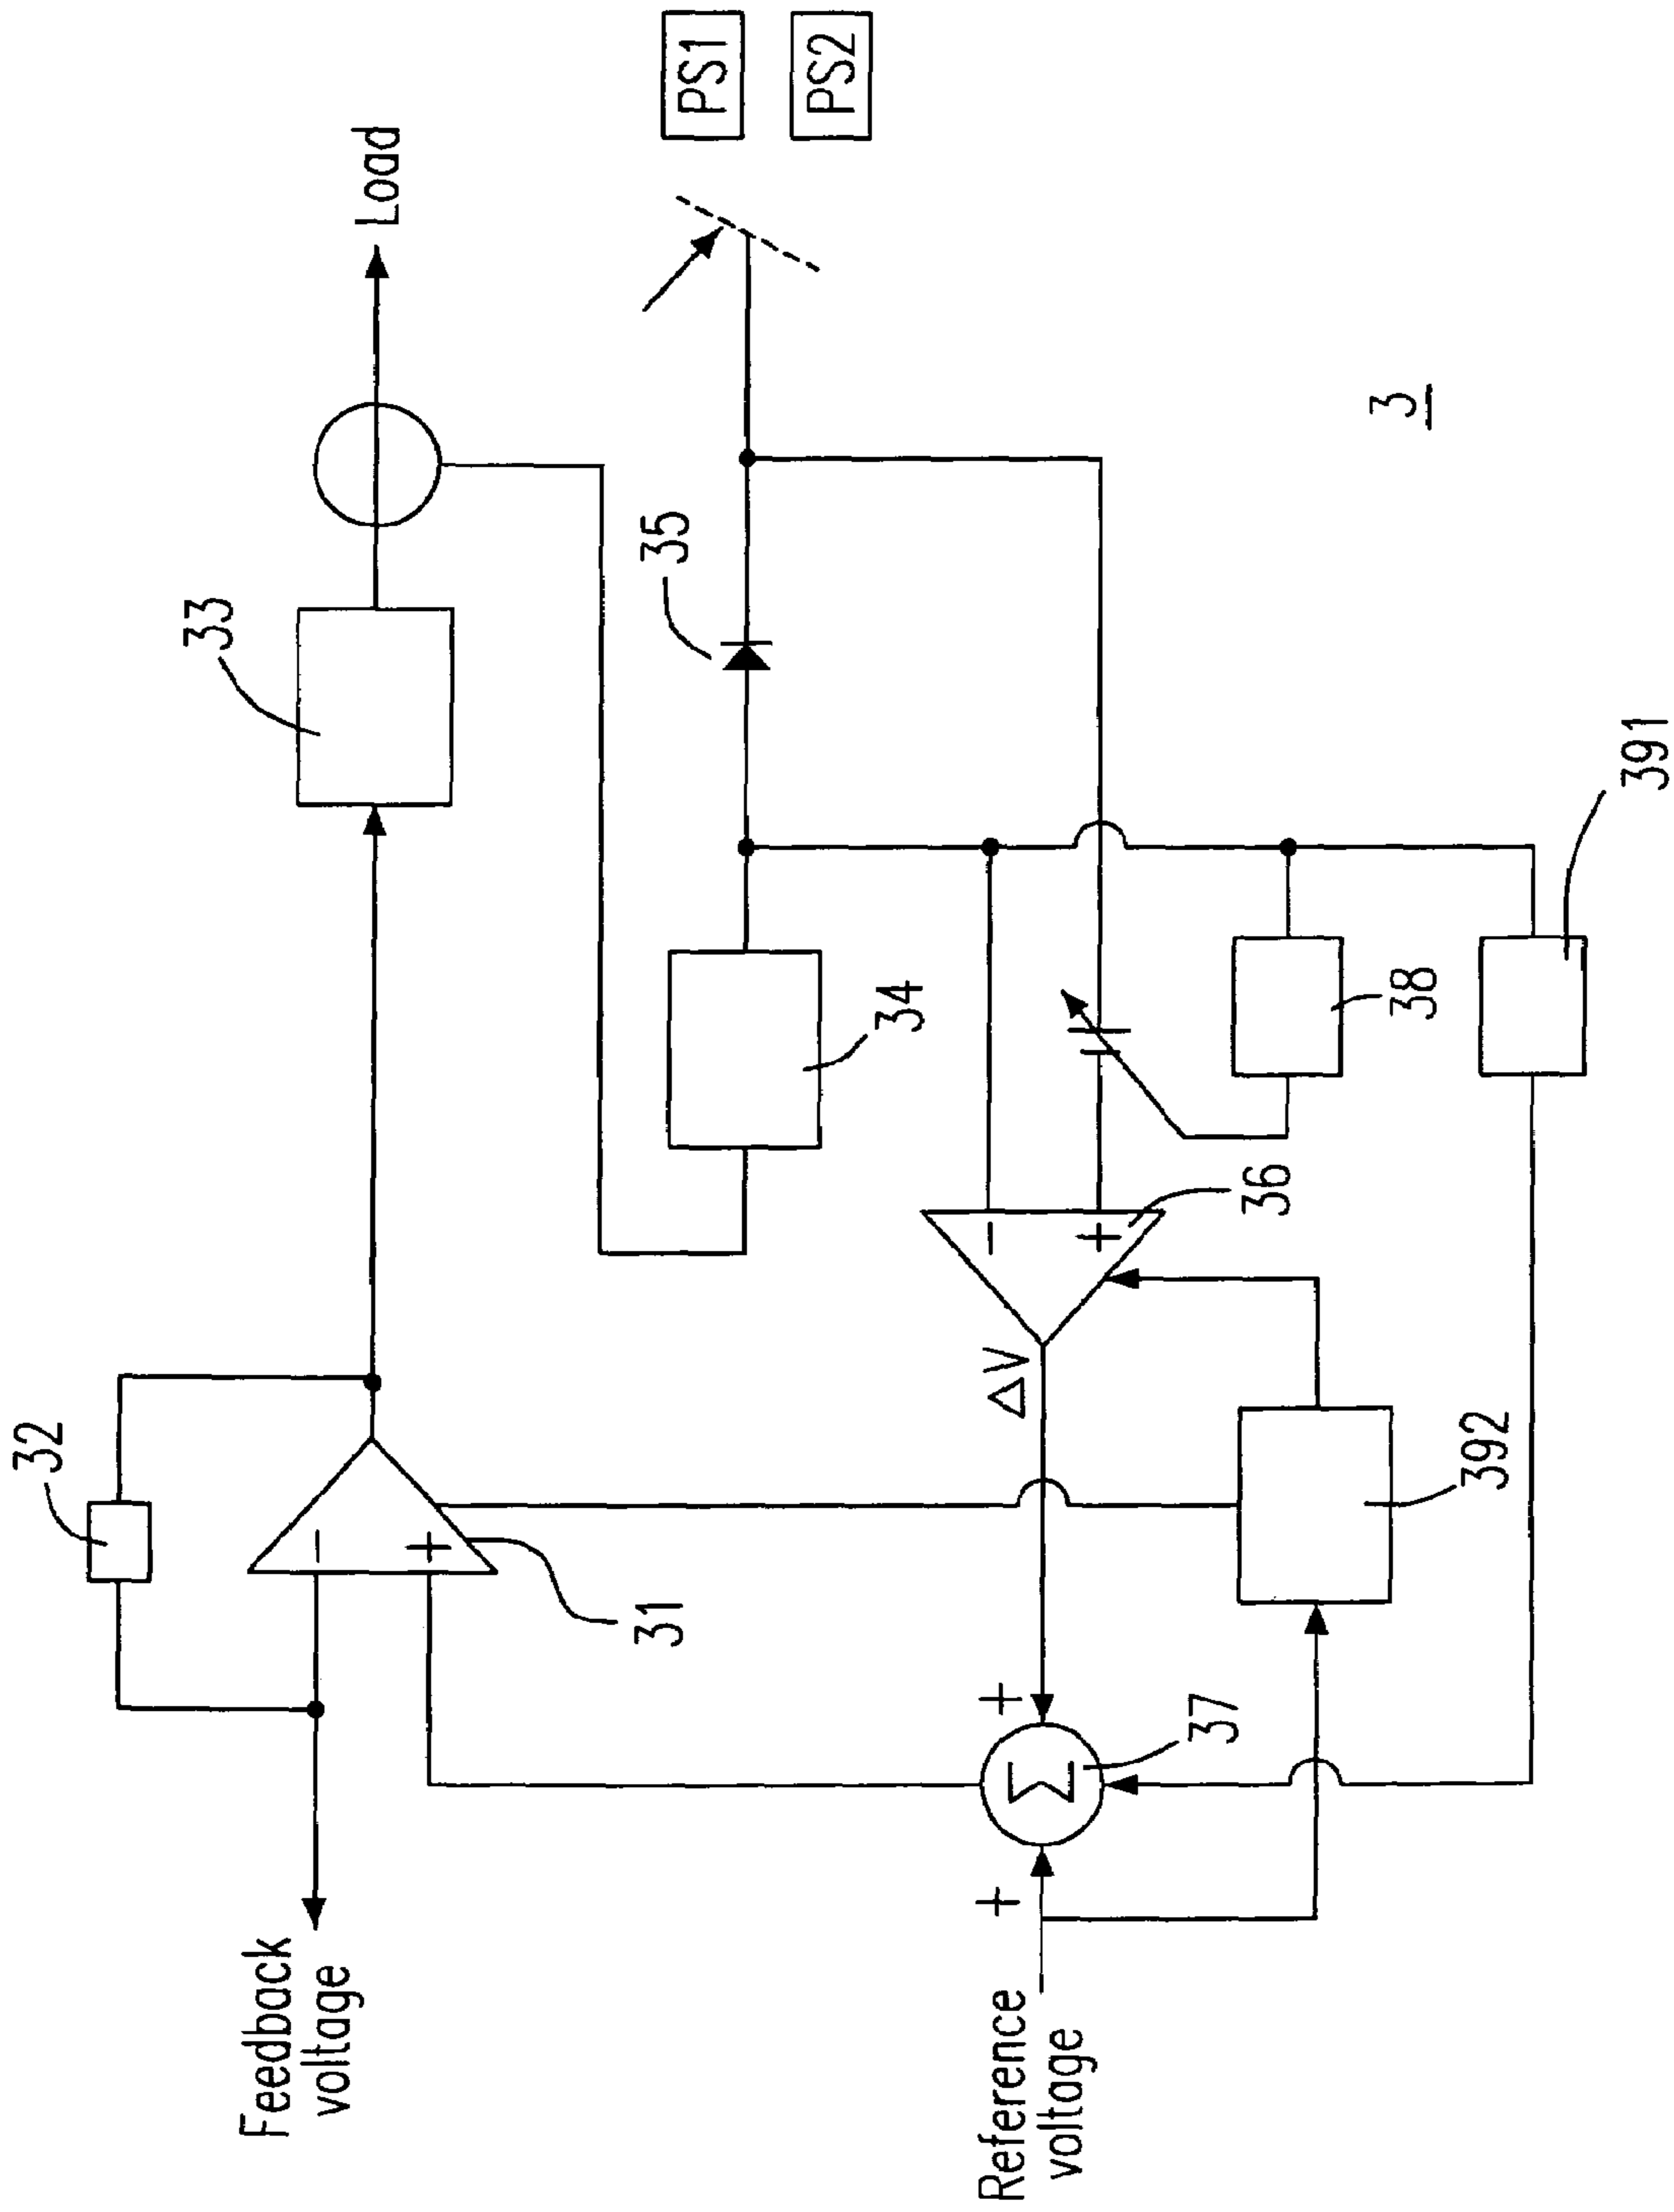 32
33
Load
Feedback
voltage
−
+
31
35
PS1
PS2
34
ΔV
−
+
36
+
+
Σ
37
Reference
voltage
38
392
391
3